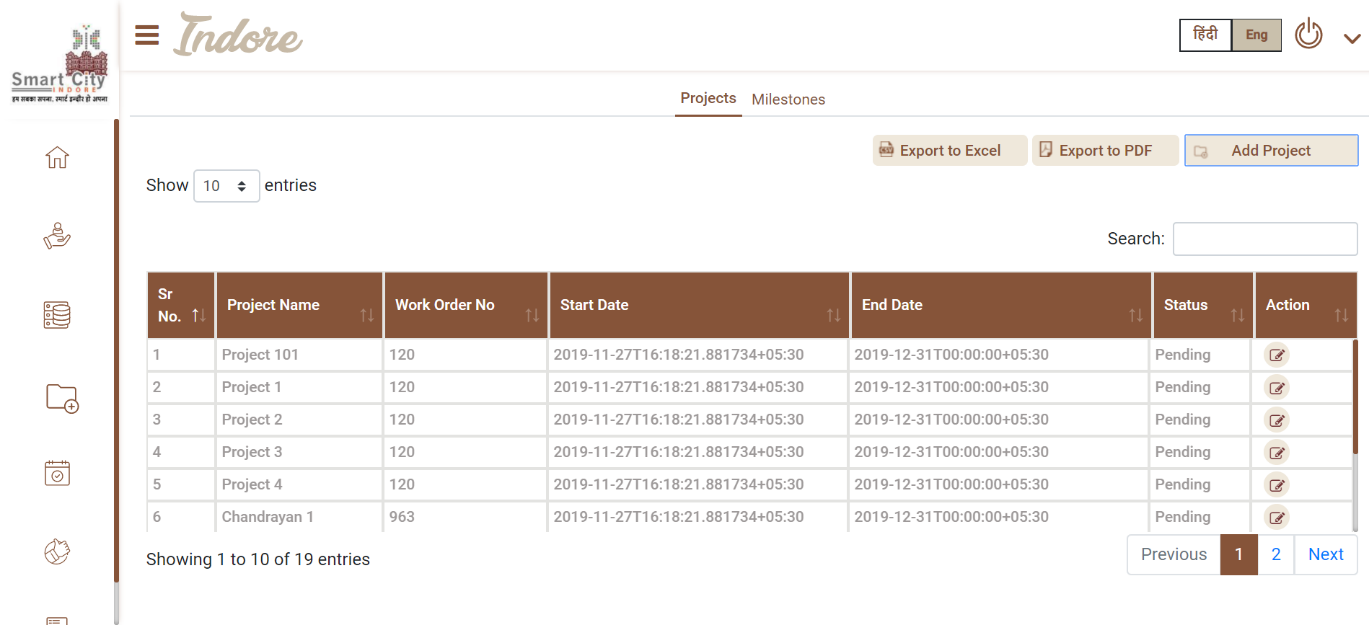 Indore
हिंदी
Eng
Smart City
INDORE
हम सबका सपना, स्मार्ट इन्दौर हो अपना
Projects
Milestones
Export to Excel
Export to PDF
Add Project
Show 10 entries
Search:
Sr No.
Project Name
Work Order No
Start Date
End Date
Status
Action
1 Project 101 120 2019-11-27T16:18:21.881734+05:30 2019-12-31T00:00:00+05:30 Pending
2 Project 1 120 2019-11-27T16:18:21.881734+05:30 2019-12-31T00:00:00+05:30 Pending
3 Project 2 120 2019-11-27T16:18:21.881734+05:30 2019-12-31T00:00:00+05:30 Pending
4 Project 3 120 2019-11-27T16:18:21.881734+05:30 2019-12-31T00:00:00+05:30 Pending
5 Project 4 120 2019-11-27T16:18:21.881734+05:30 2019-12-31T00:00:00+05:30 Pending
6 Chandrayan 1 963 2019-11-27T16:18:21.881734+05:30 2019-12-31T00:00:00+05:30 Pending
Showing 1 to 10 of 19 entries
Previous 1 2 Next